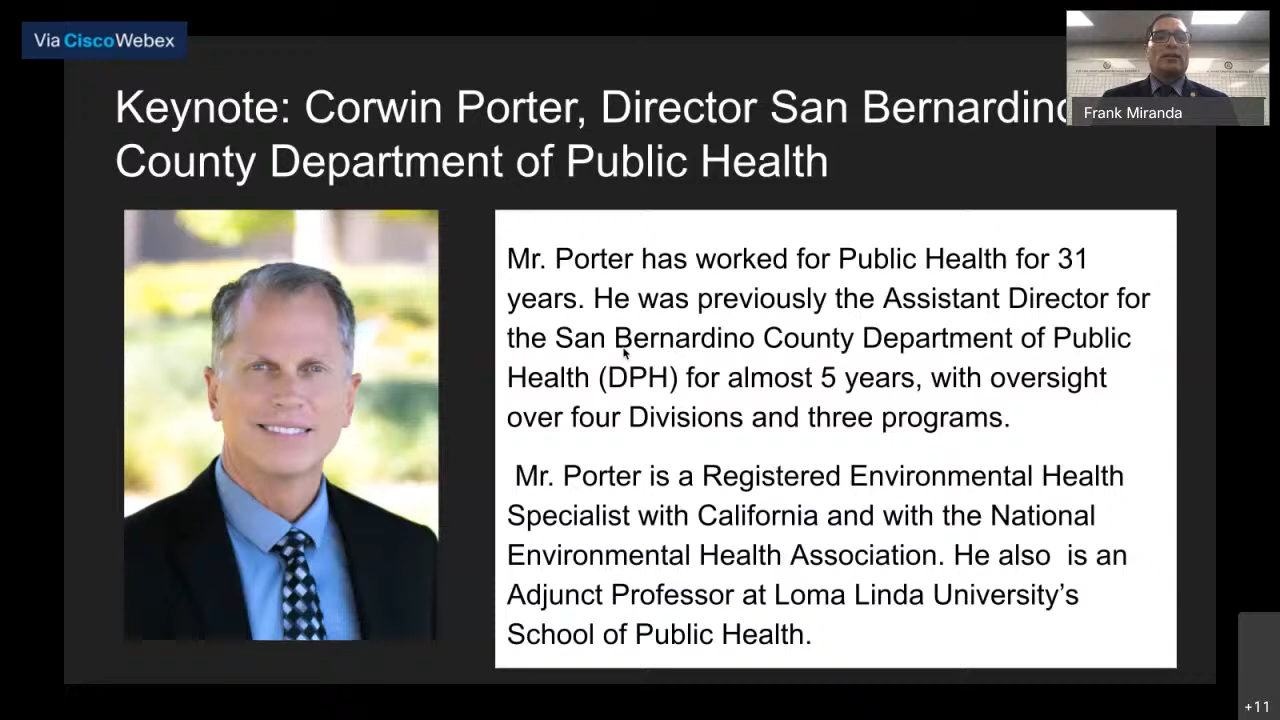 Via CiscoWebex
Frank Miranda
Keynote: Corwin Porter, Director San Bernardino
County Department of Public Health
Mr. Porter has worked for Public Health for 31
years. He was previously the Assistant Director for
the San Bernardino County Department of Public
Health (DPH) for almost 5 years, with oversight
over four Divisions and three programs.
Mr. Porter is a Registered Environmental Health
Specialist with California and with the National
Environmental Health Association. He also  is an
Adjunct Professor at Loma Linda University’s
School of Public Health.
+11